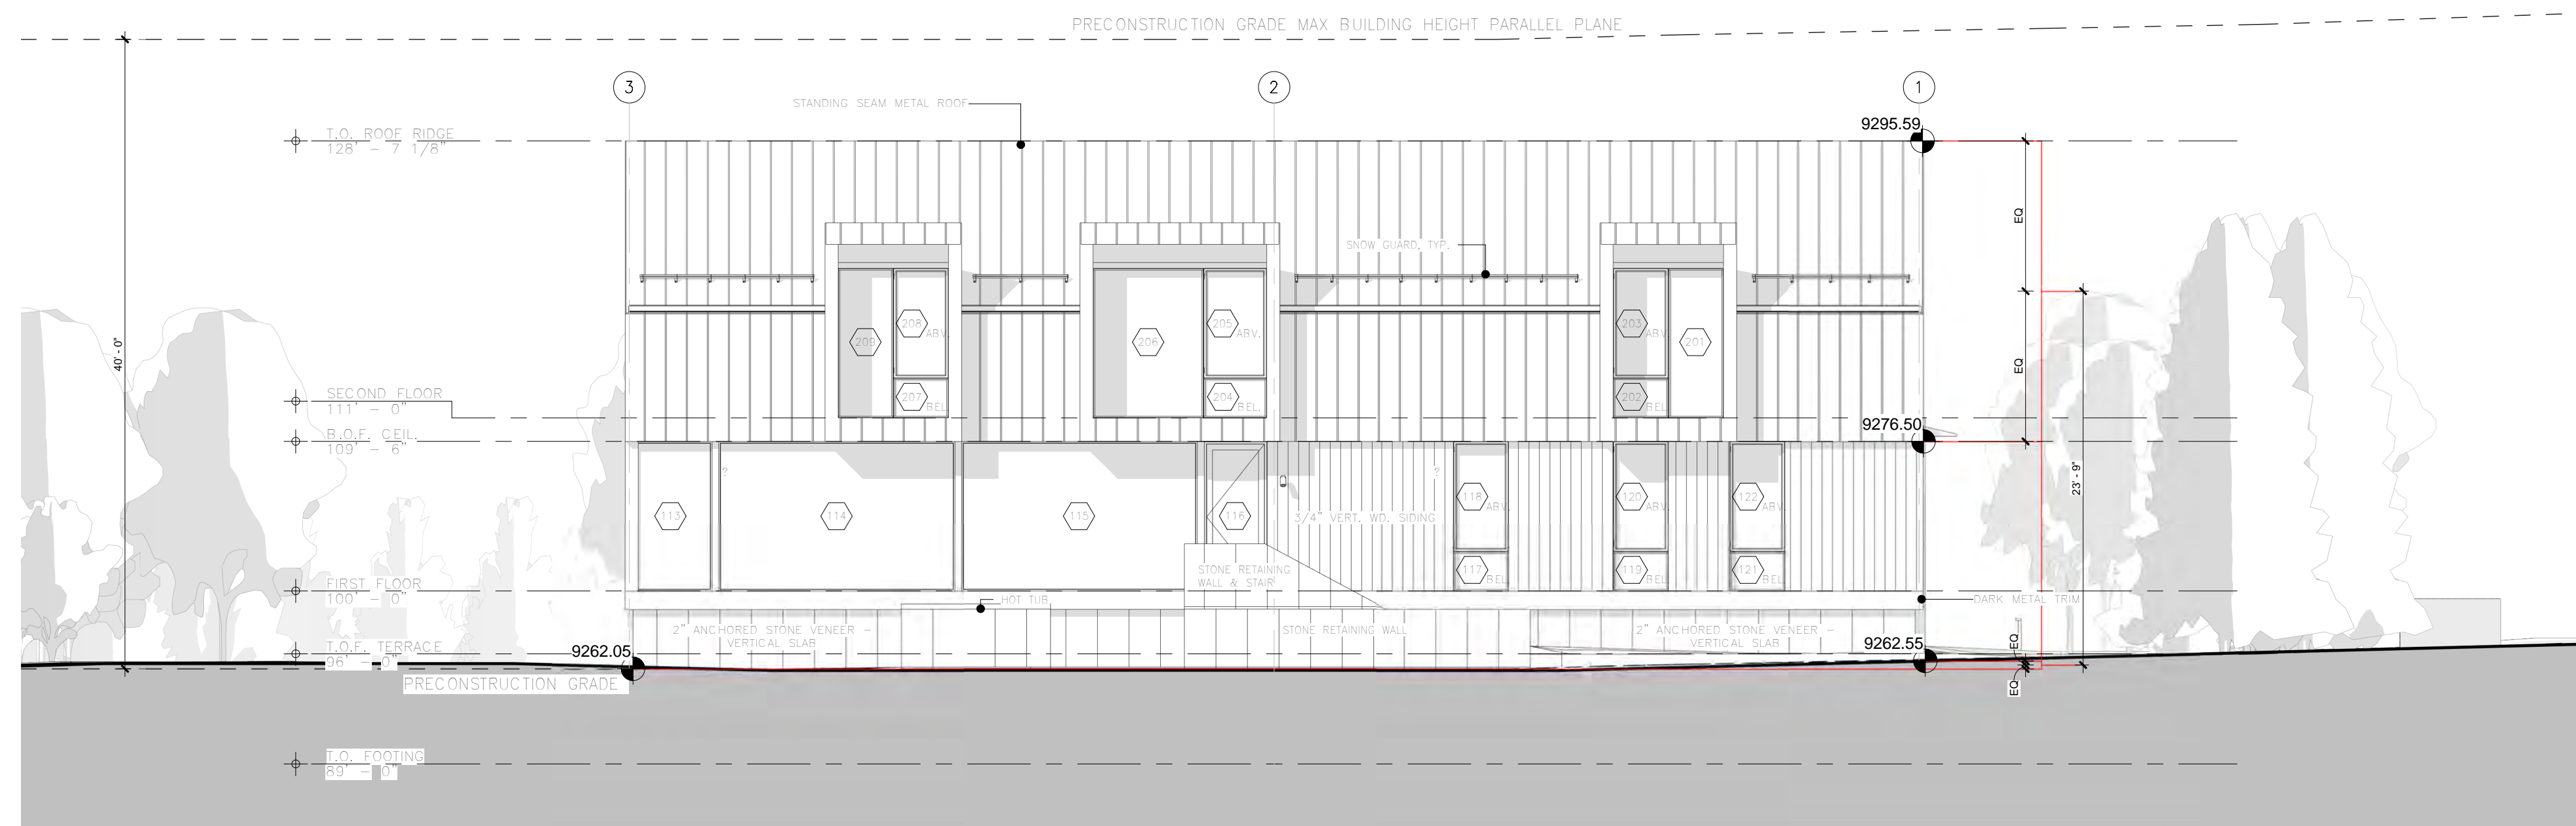 PRECONSTRUCTION GRADE MAX BUILDING HEIGHT PARALLEL PLANE
3
2
1
STANDING SEAM METAL ROOF
9295.59
T.O. ROOF RIDGE
128' - 7 1/8"
EQ
SNOW GUARD, TYP.
40' - 0"
208
ABV.
209
206
205
ABV.
203
ABV.
201
EQ
SECOND FLOOR
111' - 0"
207
BEL.
204
BEL.
202
BEL.
9276.50
B.O.F. CEIL.
109' - 6"
?
?
23' - 9"
113
114
115
116
3/4" VERT. WD. SIDING
118
ABV.
120
ABV.
122
ABV.
STONE RETAINING
WALL & STAIR
117
BEL.
119
BEL.
121
BEL.
FIRST FLOOR
100' - 0"
HOT TUB
DARK METAL TRIM
2" ANCHORED STONE VENEER -
VERTICAL SLAB
STONE RETAINING WALL
2" ANCHORED STONE VENEER -
VERTICAL SLAB
T.O.F. TERRACE
96' - 0"
9262.05
9262.55
EQ
EQ
PRECONSTRUCTION GRADE
T.O. FOOTING
89' - 0"